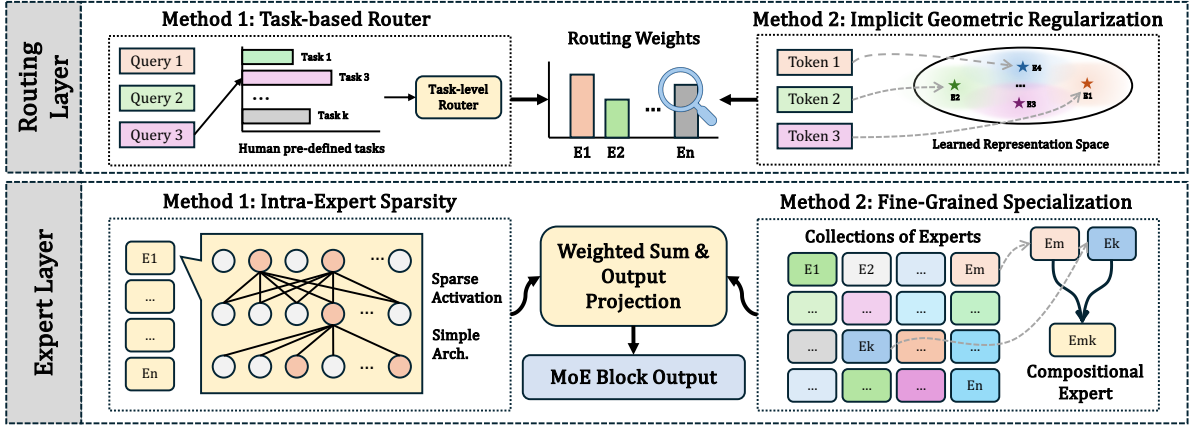 Routing
Layer
Method 1: Task-based Router
Query 1
Query 2
Query 3
Task 1
Task 3
...
Task k
Human pre-defined tasks
Task-level
Router
Routing Weights
...
E1
E2
En
Method 2: Implicit Geometric Regularization
Token 1
Token 2
Token 3
E4
E2
...
E1
E3
Learned Representation Space
Expert Layer
Method 1: Intra-Expert Sparsity
E1
...
...
En
...
...
...
Sparse
Activation
Simple
Arch.
Weighted Sum &
Output
Projection
MoE Block Output
Method 2: Fine-Grained Specialization
Collections of Experts
E1 E2 ... Em
... ... ... ...
... Ek ... ...
... ... ... En
Em
Ek
Emk
Compositional
Expert